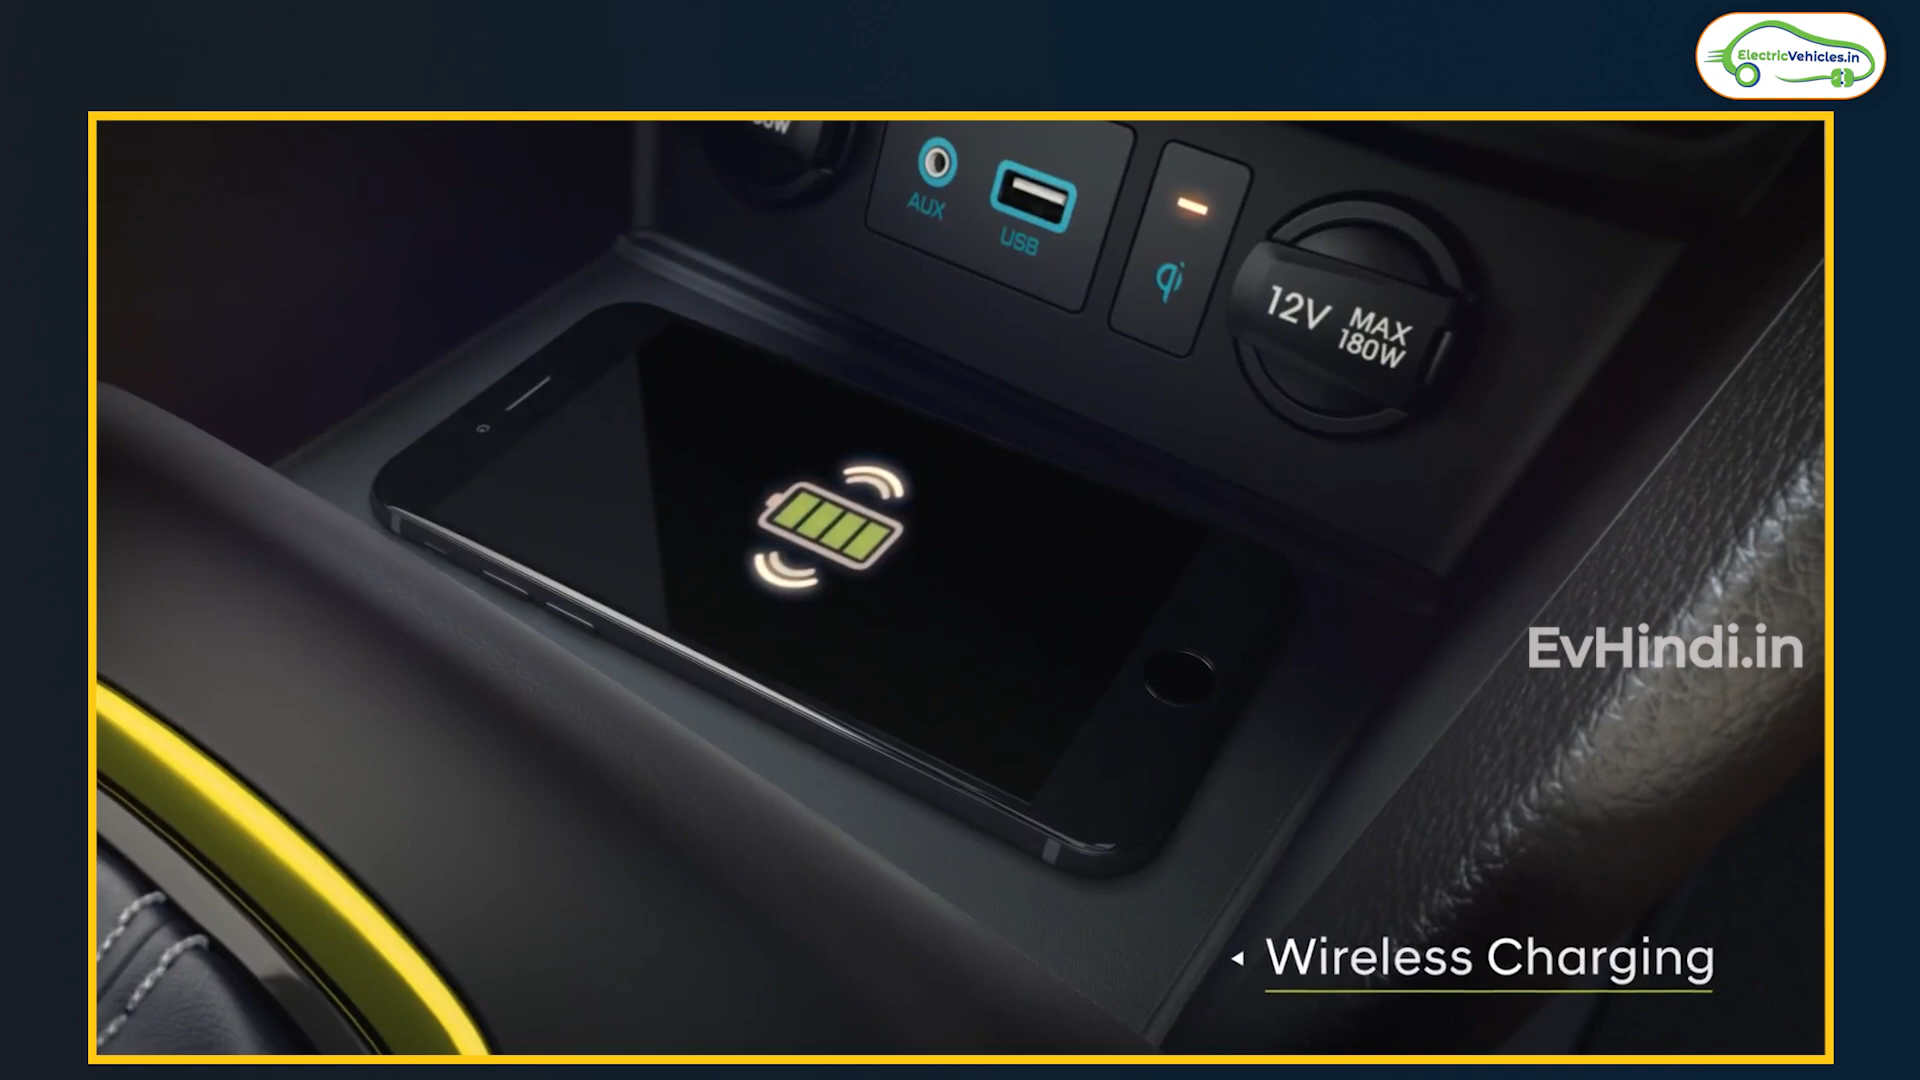 ElectricVehicles.in
AUX
USB
qi
12V MAX
180W
EvHindi.in
Wireless Charging